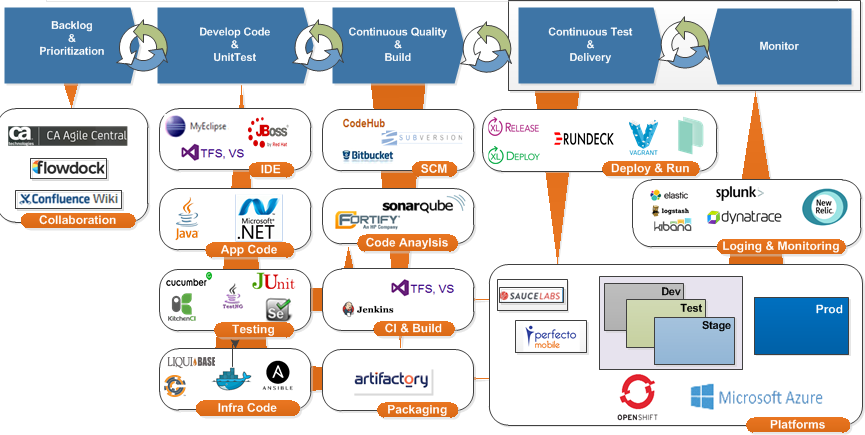 Backlog
&
Prioritization
Develop Code
&
UnitTest
Continuous Quality
&
Build
Continuous Test
&
Delivery
Monitor
ca
technologies
CA Agile Central
flowdock
Confluence Wiki
Collaboration
MyEclipse
JBoss
by Red Hat
TFS, VS
IDE
CodeHub
SUBVERSION
Bitbucket
SCM
XL RELEASE
XL DEPLOY
RUNDECK
VAGRANT
Deploy & Run
Java
Microsoft®
.NET
App Code
sonarqube
FORTIFY
An HP Company
Code Anaylsis
elastic
logstash
kibana
splunk>
dynatrace
New
Relic
Loging & Monitoring
cucumber
JUnit
KitchenCI
TestNG
Se
Testing
TFS, VS
Jenkins
CI & Build
SAUCELABS
perfecto
mobile
Dev
Test
Stage
Prod
LIQUIBASE
ANSIBLE
Infra Code
artifactory
Packaging
OPENSHIFT
Microsoft Azure
Platforms